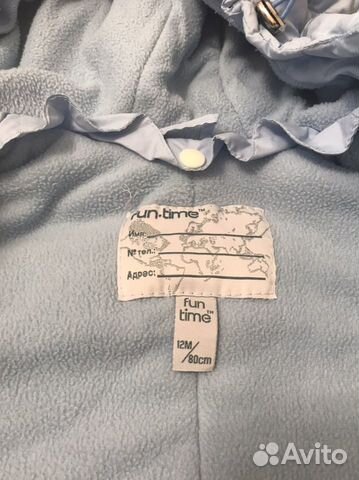 fun•time™
Имя:
№ тел.:
Адрес:
fun
time™
12M/
80cm
Avito